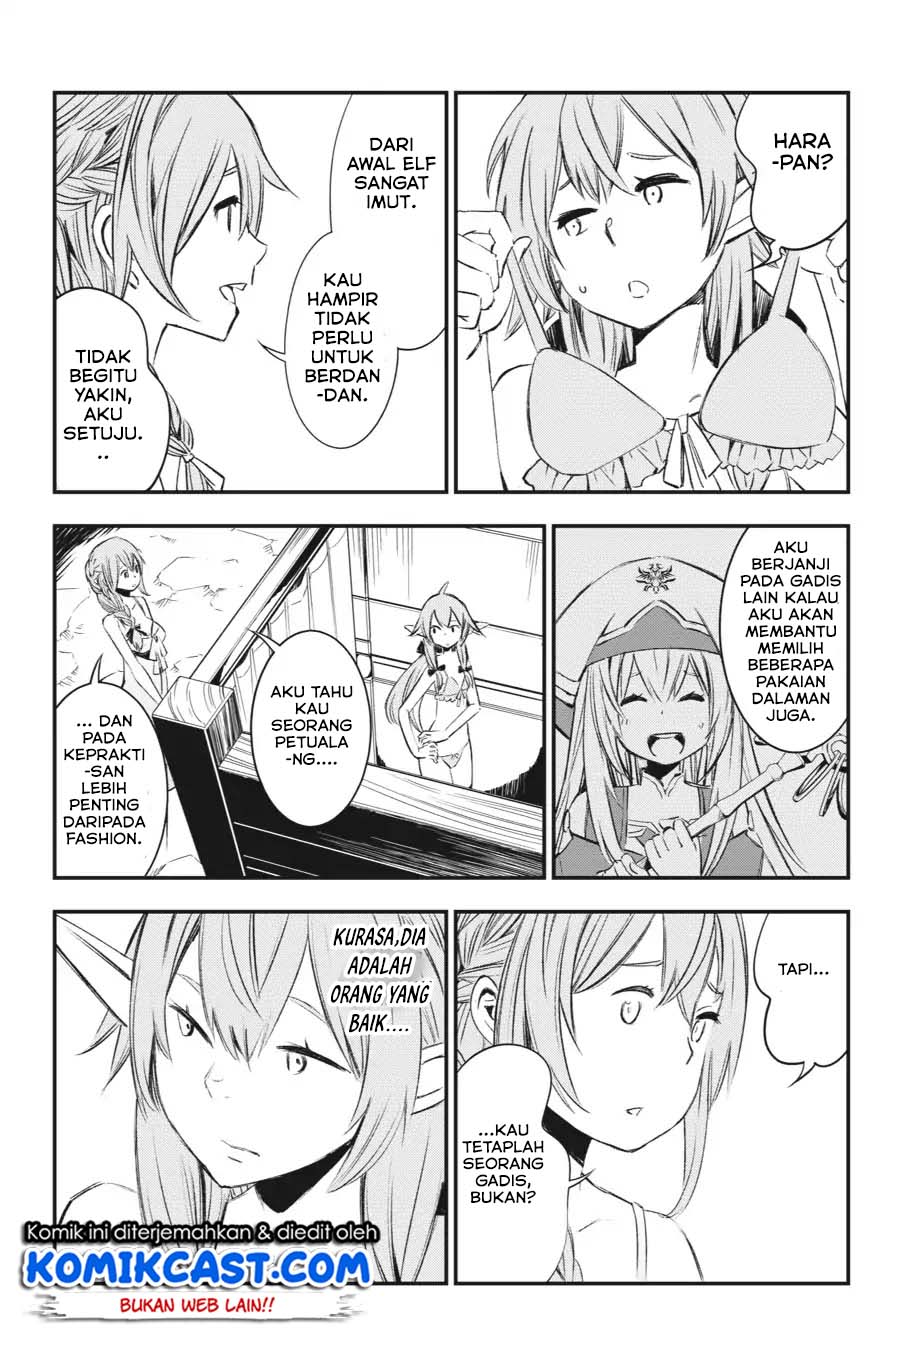 HARA
-PAN?
DARI
AWAL ELF
SANGAT
IMUT.
KAU
HAMPIR
TIDAK
PERLU
UNTUK
BERDAN
-DAN.
TIDAK
BEGITU
YAKIN,
AKU
SETUJU.
..
AKU
BERJANJI
PADA GADIS
LAIN KALAU
AKU AKAN
MEMBANTU
MEMILIH
BEBERAPA
PAKAIAN
DALAMAN
JUGA.
AKU TAHU
KAU
SEORANG
PETUALA
-NG....
... DAN
PADA
KEPRAKTI
-SAN
LEBIH
PENTING
DARIPADA
FASHION.
TAPI...
...KAU
TETAPLAH
SEORANG
GADIS,
BUKAN?
KURASA,DIA
ADALAH
ORANG YANG
BAIK....
Komik ini diterjemahkan & diedit oleh
KOMIKCAST.COM
BUKAN WEB LAIN!!